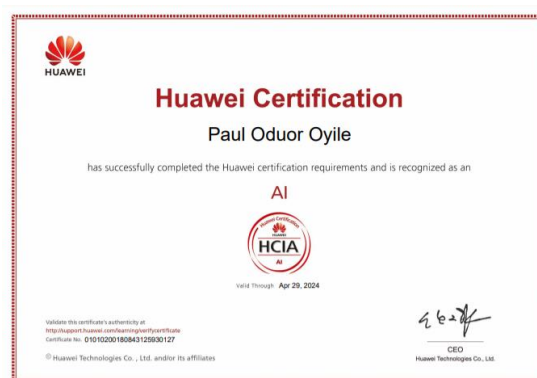 HUAWEI
Huawei Certification
Paul Oduor Oyile
has successfully completed the Huawei certification requirements and is recognized as an
AI
Huawei Certification
HUAWEI
HCIA
AI
Valid Through Apr 29, 2024
Validate this certificate's authenticity at
http://support.huawei.com/learning/verifycertificate
Certificate No. 01010200180843125930127
© Huawei Technologies Co., Ltd. and/or its affiliates
CEO
Huawei Technologies Co., Ltd.